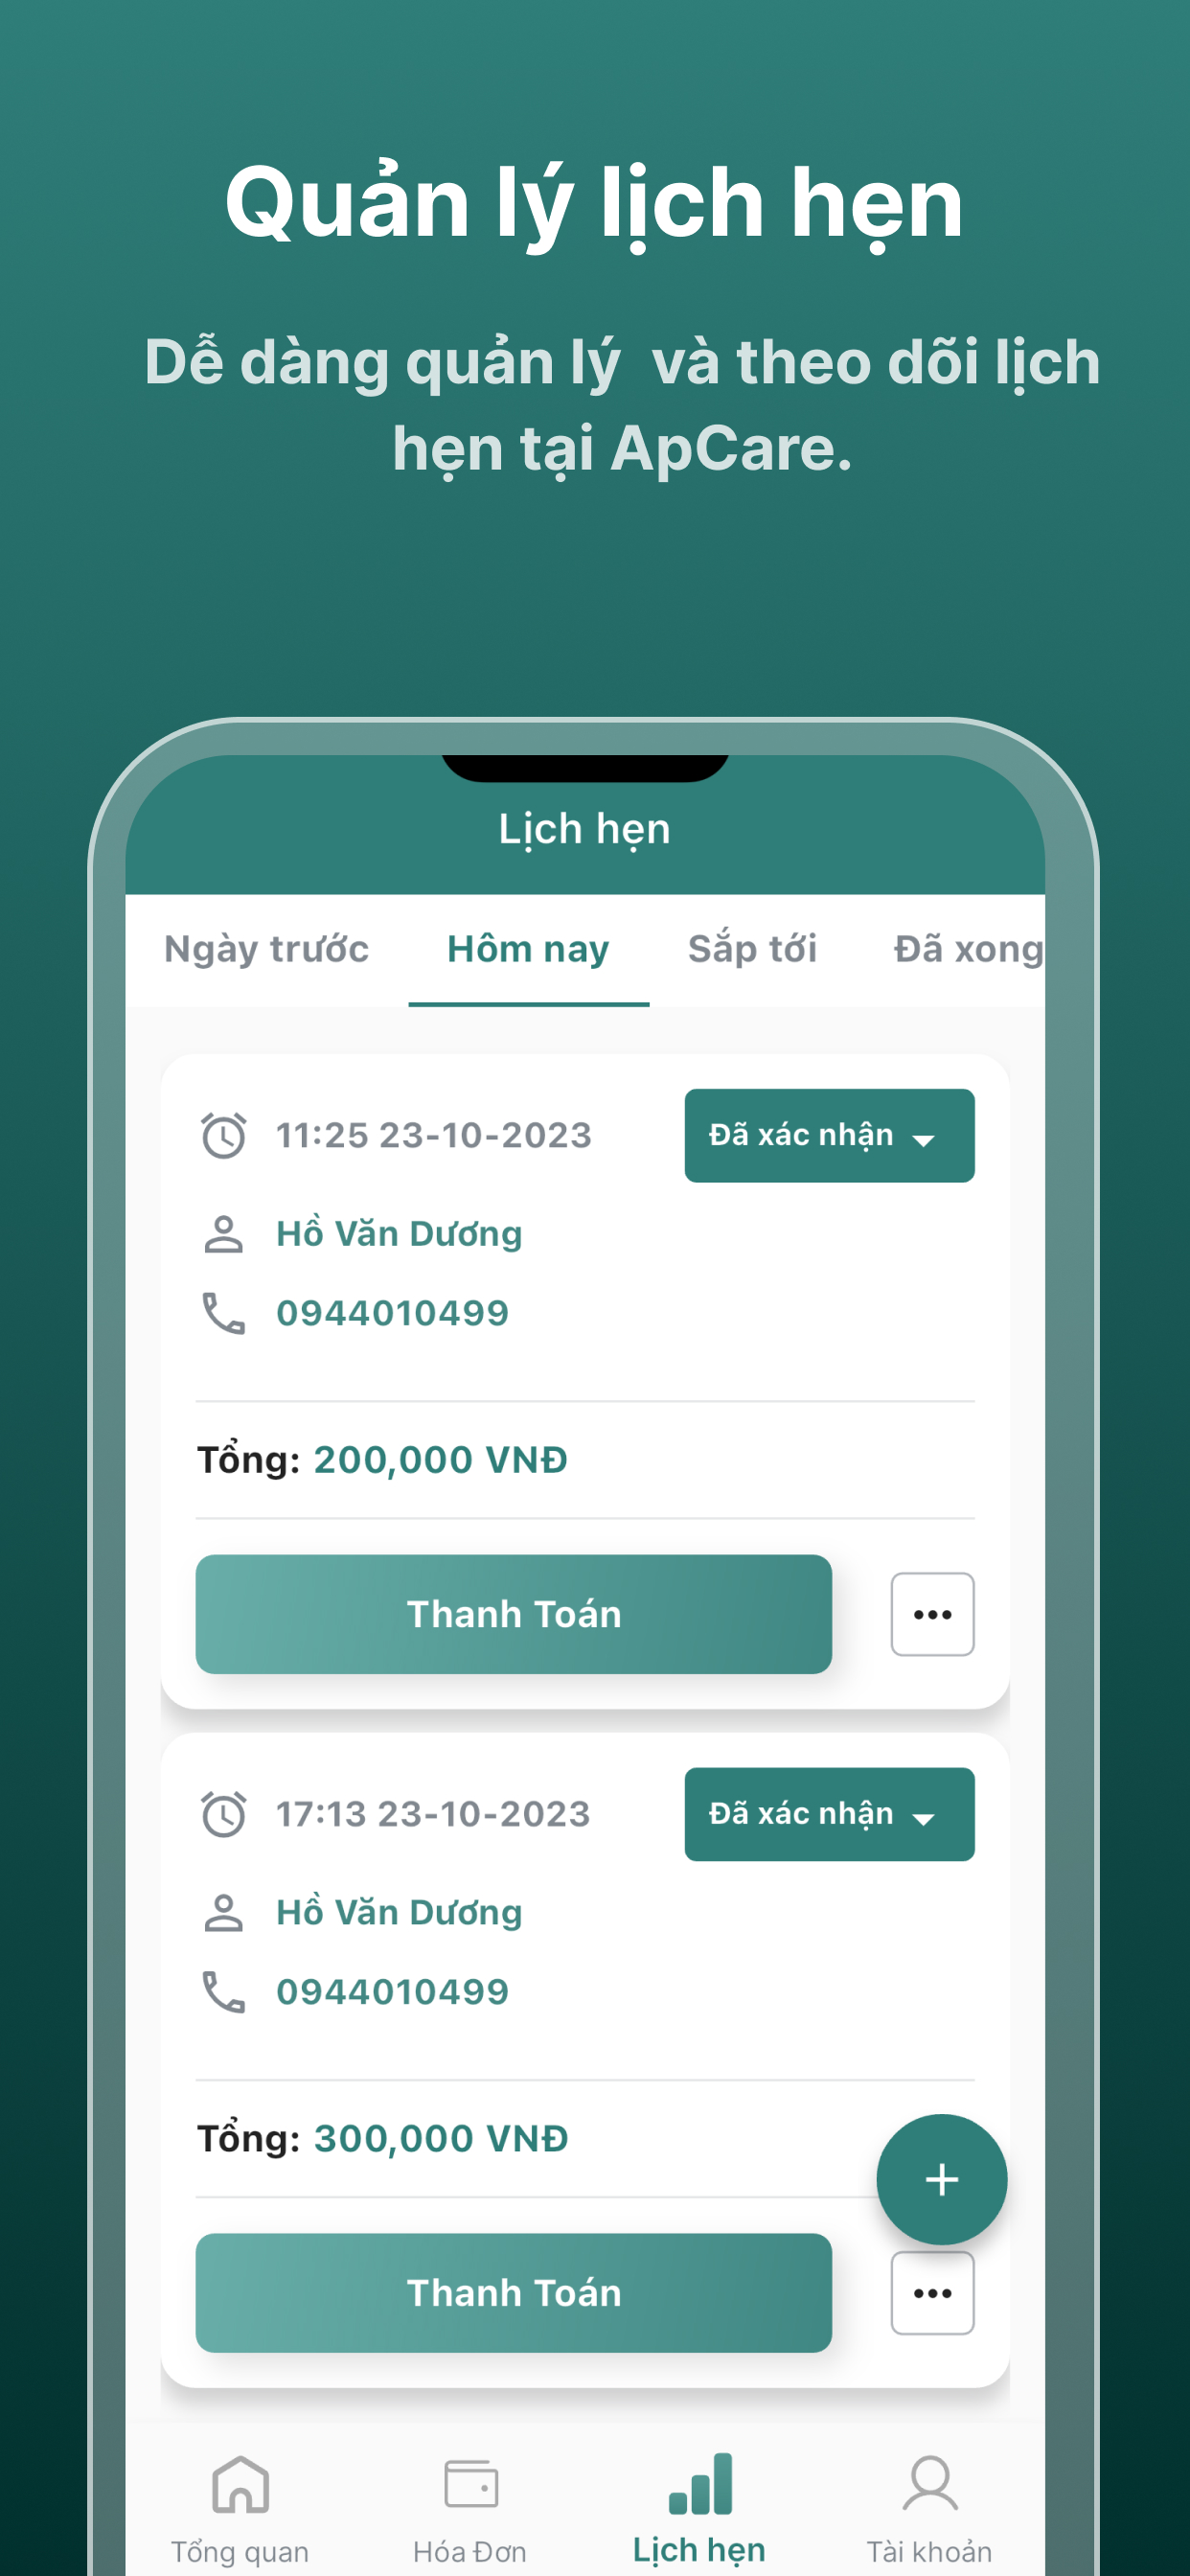 Quản lý lịch hẹn
Dễ dàng quản lý và theo dõi lịch
hẹn tại ApCare.
Lịch hẹn
Ngày trước Hôm nay Sắp tới Đã xong
11:25 23-10-2023 Đã xác nhận
Hồ Văn Dương
0944010499
Tổng: 200,000 VNĐ
Thanh Toán
17:13 23-10-2023 Đã xác nhận
Hồ Văn Dương
0944010499
Tổng: 300,000 VNĐ
Thanh Toán
Tổng quan Hóa Đơn Lịch hẹn Tài khoản